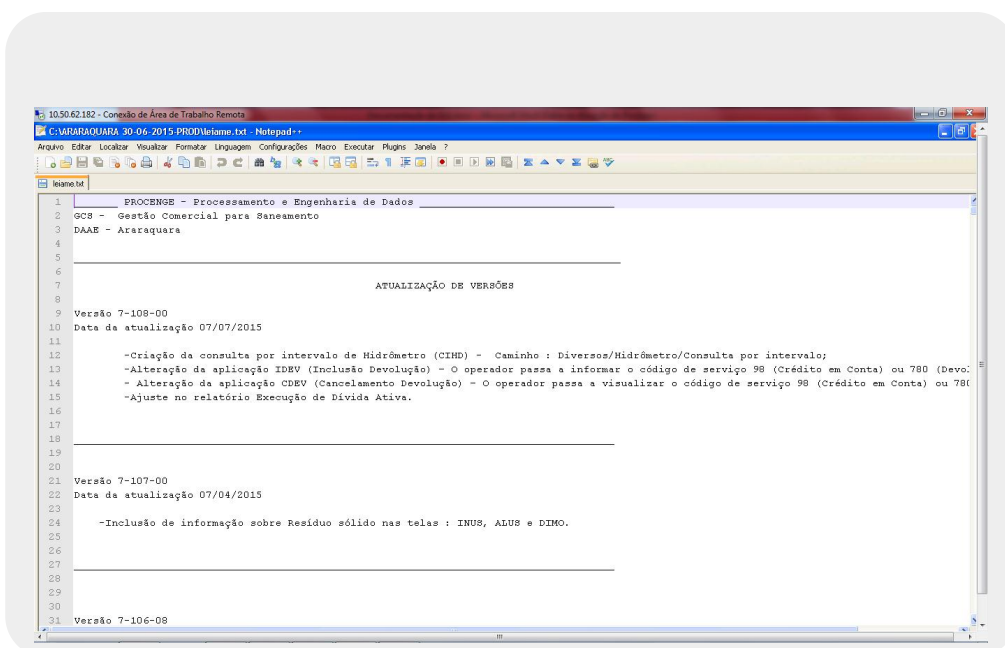 10.50.62.182 - Conexão de Área de Trabalho Remota
C:\ARARAQUARA 30-06-2015-PROD\leiame.txt - Notepad++
Arquivo Editar Localizar Visualizar Formatar Linguagem Configurações Macro Executar Plugins Janela ?
leiame.txt
1 ______ PROCENGE - Processamento e Engenharia de Dados ______________________________
2 GCS - Gestão Comercial para Saneamento
3 DAAE - Araraquara
4
5
6
7 ATUALIZAÇÃO DE VERSÕES
8
9 Versão 7-108-00
10 Data da atualização 07/07/2015
11
12 -Criação da consulta por intervalo de Hidrômetro (CIHD) - Caminho : Diversos/Hidrômetro/Consulta por intervalo;
13 -Alteração da aplicação IDEV (Inclusão Devolução) - O operador passa a informar o código de serviço 98 (Crédito em Conta) ou 780 (Devol
14 - Alteração da aplicação CDEV (Cancelamento Devolução) - O operador passa a visualizar o código de serviço 98 (Crédito em Conta) ou 780
15 -Ajuste no relatório Execução de Dívida Ativa.
16
17
18
19
20
21 Versão 7-107-00
22 Data da atualização 07/04/2015
23
24 -Inclusão de informação sobre Resíduo sólido nas telas : INUS, ALUS e DIMO.
25
26
27
28
29
30
31 Versão 7-106-08